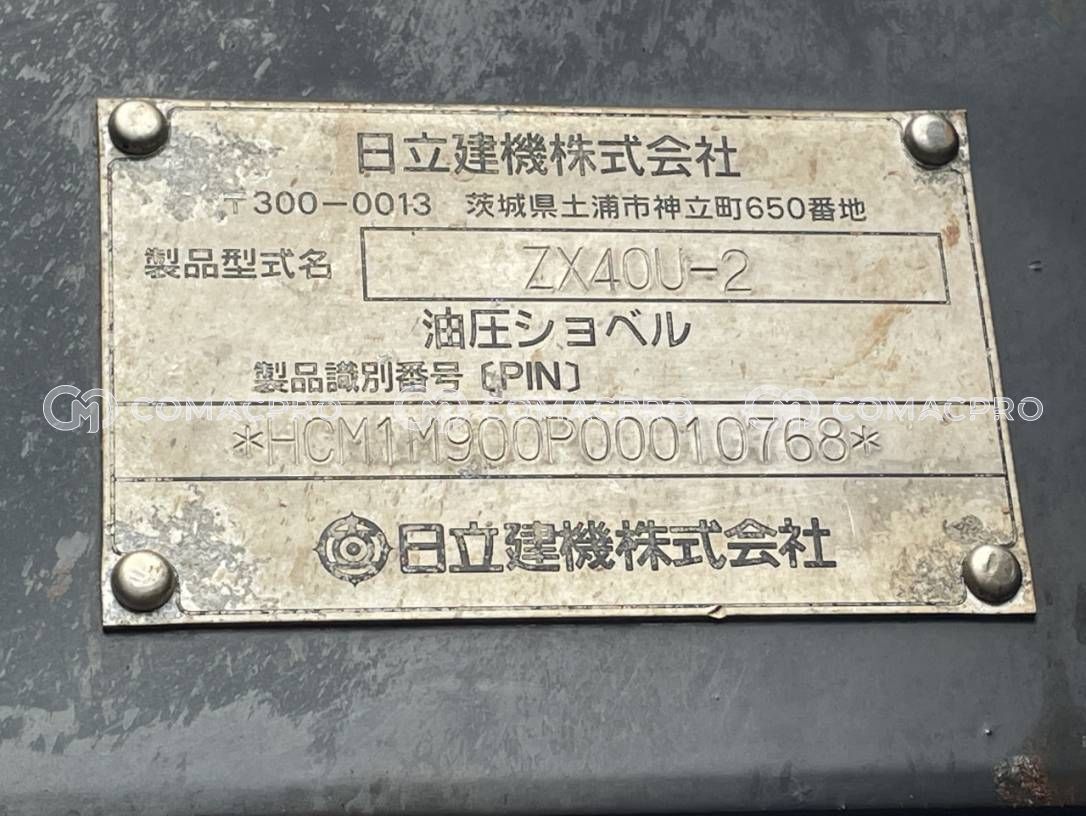 日立建機株式会社
〒300-0013 茨城県土浦市神立町650番地
製品型式名 ZX40U-2
油圧ショベル
製品識別番号〔PIN〕
COMACPRO COMACPRO COMACPRO
*HCM1M900P00010768*
日立建機株式会社